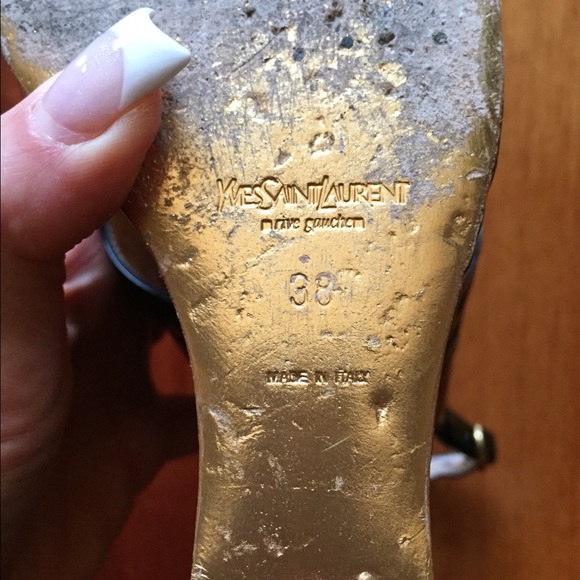 YVESSAINTLAURENT
rive gauche
38
MADE IN ITALY